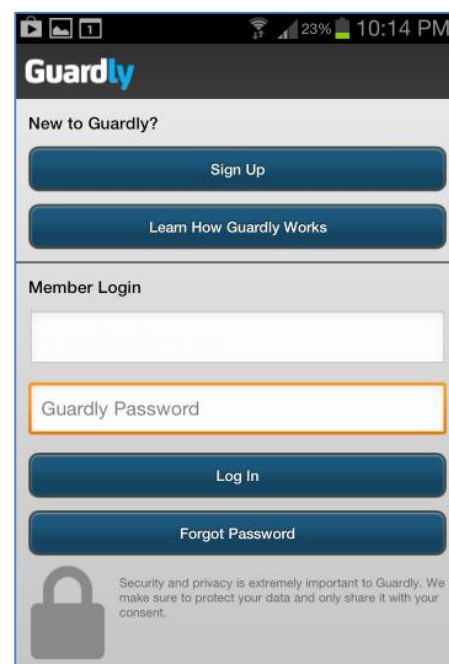 1
23% 10:14 PM
Guardly
New to Guardly?
Sign Up
Learn How Guardly Works
Member Login
Guardly Password
Log In
Forgot Password
Security and privacy is extremely important to Guardly. We
make sure to protect your data and only share it with your
consent.